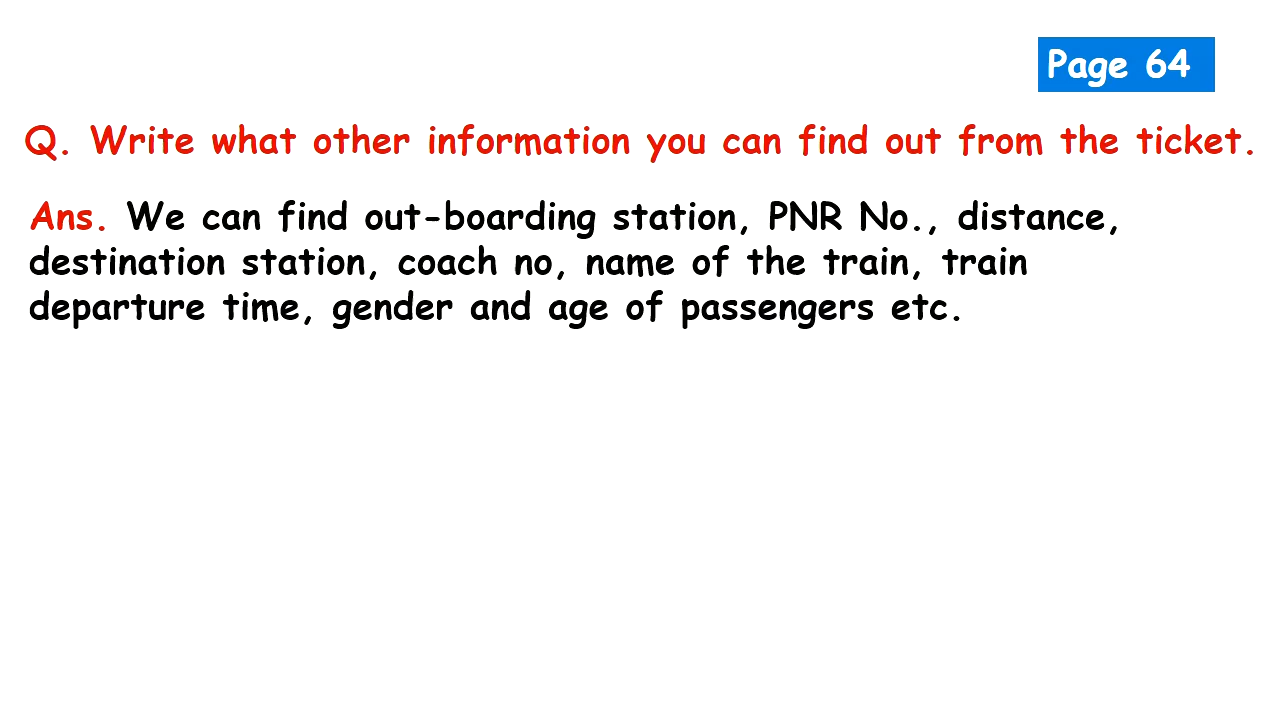 Page 64
Q. Write what other information you can find out from the ticket.
Ans. We can find out-boarding station, PNR No., distance,
destination station, coach no, name of the train, train
departure time, gender and age of passengers etc.